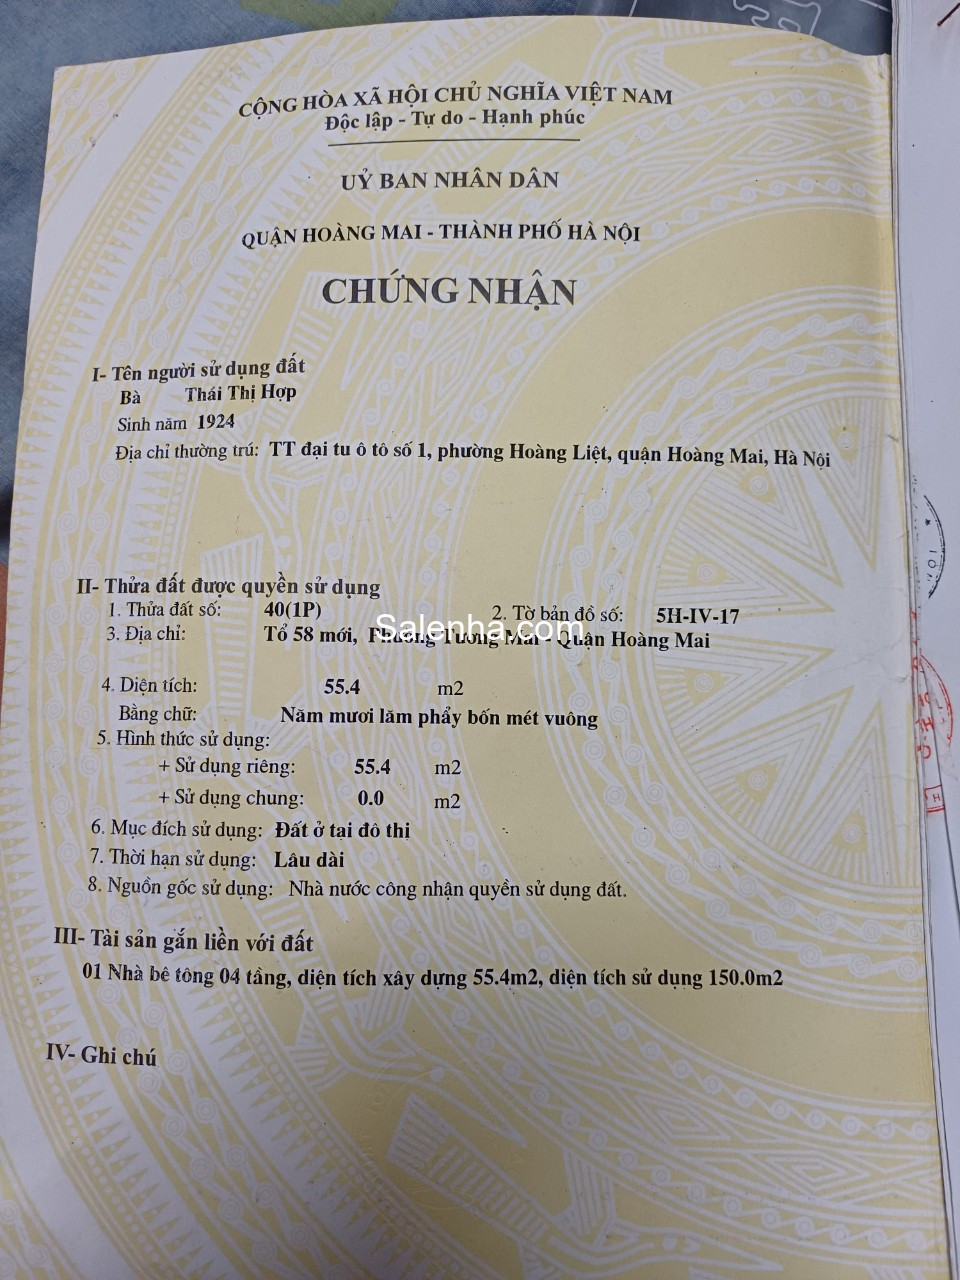 CỘNG HÒA XÃ HỘI CHỦ NGHĨA VIỆT NAM
Độc lập - Tự do - Hạnh phúc
UỶ BAN NHÂN DÂN
QUẬN HOÀNG MAI - THÀNH PHỐ HÀ NỘI
CHỨNG NHẬN
I- Tên người sử dụng đất
Bà Thái Thị Hợp
Sinh năm 1924
Địa chỉ thường trú: TT đại tu ô tô số 1, phường Hoàng Liệt, quận Hoàng Mai, Hà Nội
II- Thửa đất được quyền sử dụng
1. Thửa đất số: 40(1P) 2. Tờ bản đồ số: 5H-IV-17
Salenha.com
3. Địa chỉ: Tổ 58 mới, Phường Tương Mai - Quận Hoàng Mai
4. Diện tích: 55.4 m2
Bằng chữ: Năm mươi lăm phẩy bốn mét vuông
5. Hình thức sử dụng:
+ Sử dụng riêng: 55.4 m2
+ Sử dụng chung: 0.0 m2
6. Mục đích sử dụng: Đất ở tai đô thị
7. Thời hạn sử dụng: Lâu dài
8. Nguồn gốc sử dụng: Nhà nước công nhận quyền sử dụng đất.
III- Tài sản gắn liền với đất
01 Nhà bê tông 04 tầng, diện tích xây dựng 55.4m2, diện tích sử dụng 150.0m2
IV- Ghi chú